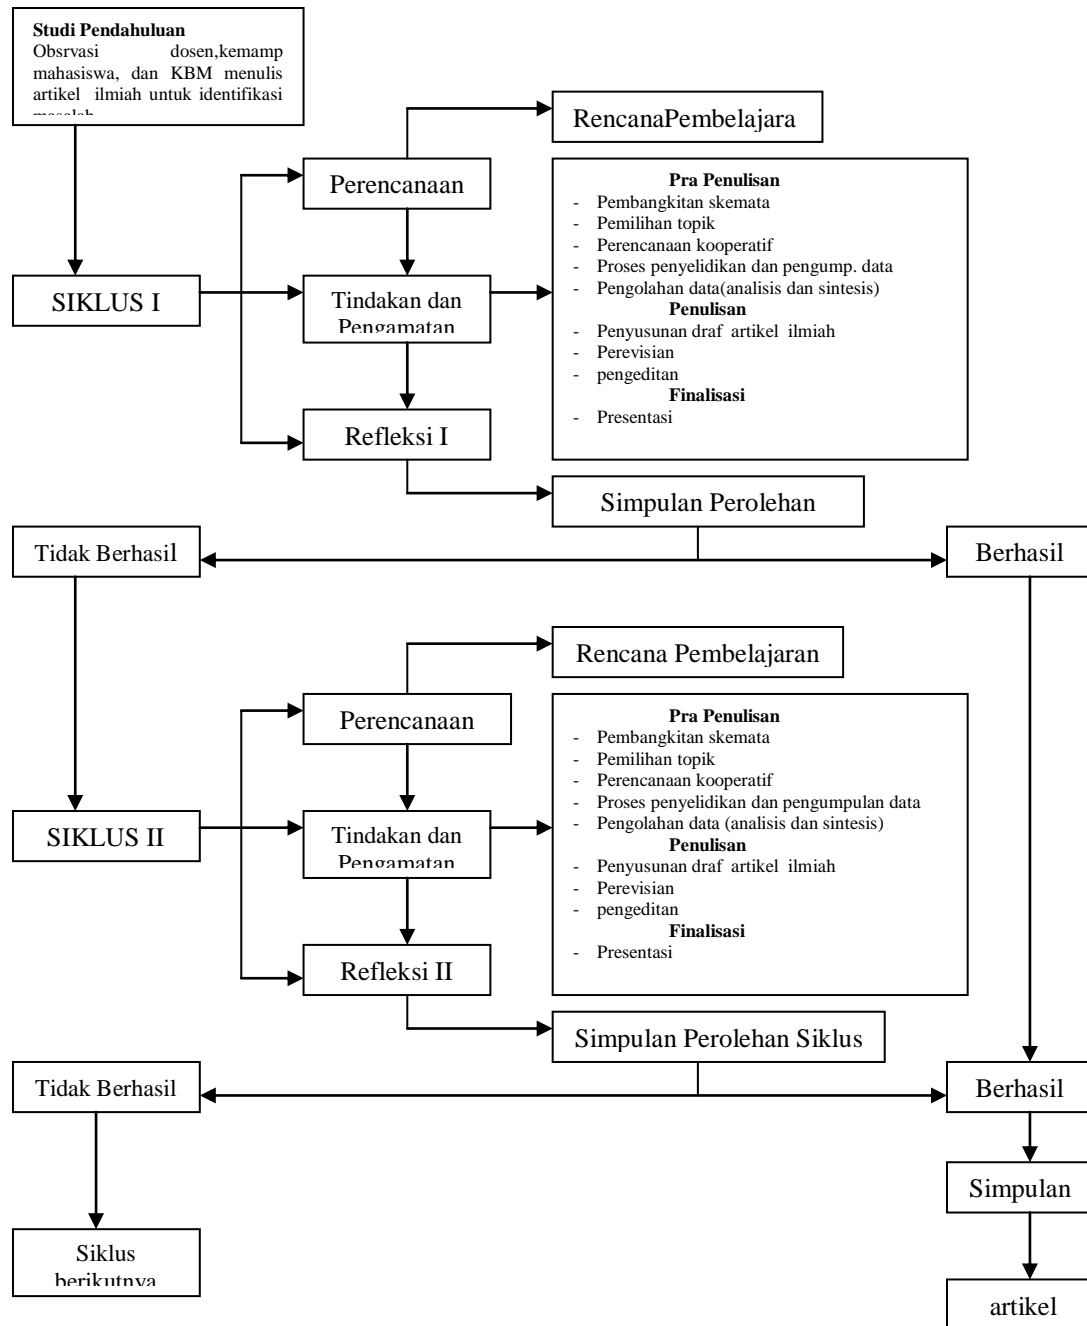 Studi Pendahuluan
Obsrvasi dosen,kemamp
mahasiswa, dan KBM menulis
artikel ilmiah untuk identifikasi
masalah
RencanaPembelajara
Perencanaan
Pra Penulisan
- Pembangkitan skemata
- Pemilihan topik
- Perencanaan kooperatif
- Proses penyelidikan dan pengump. data
- Pengolahan data(analisis dan sintesis)
Penulisan
- Penyusunan draf artikel ilmiah
- Perevisian
- pengeditan
Finalisasi
- Presentasi
SIKLUS I
Tindakan dan
Pengamatan
Refleksi I
Simpulan Perolehan
Tidak Berhasil
Berhasil
Rencana Pembelajaran
Perencanaan
Pra Penulisan
- Pembangkitan skemata
- Pemilihan topik
- Perencanaan kooperatif
- Proses penyelidikan dan pengumpulan data
- Pengolahan data (analisis dan sintesis)
Penulisan
- Penyusunan draf artikel ilmiah
- Perevisian
- pengeditan
Finalisasi
- Presentasi
SIKLUS II
Tindakan dan
Pengamatan
Refleksi II
Simpulan Perolehan Siklus
Tidak Berhasil
Berhasil
Simpulan
Siklus
berikutnya
artikel